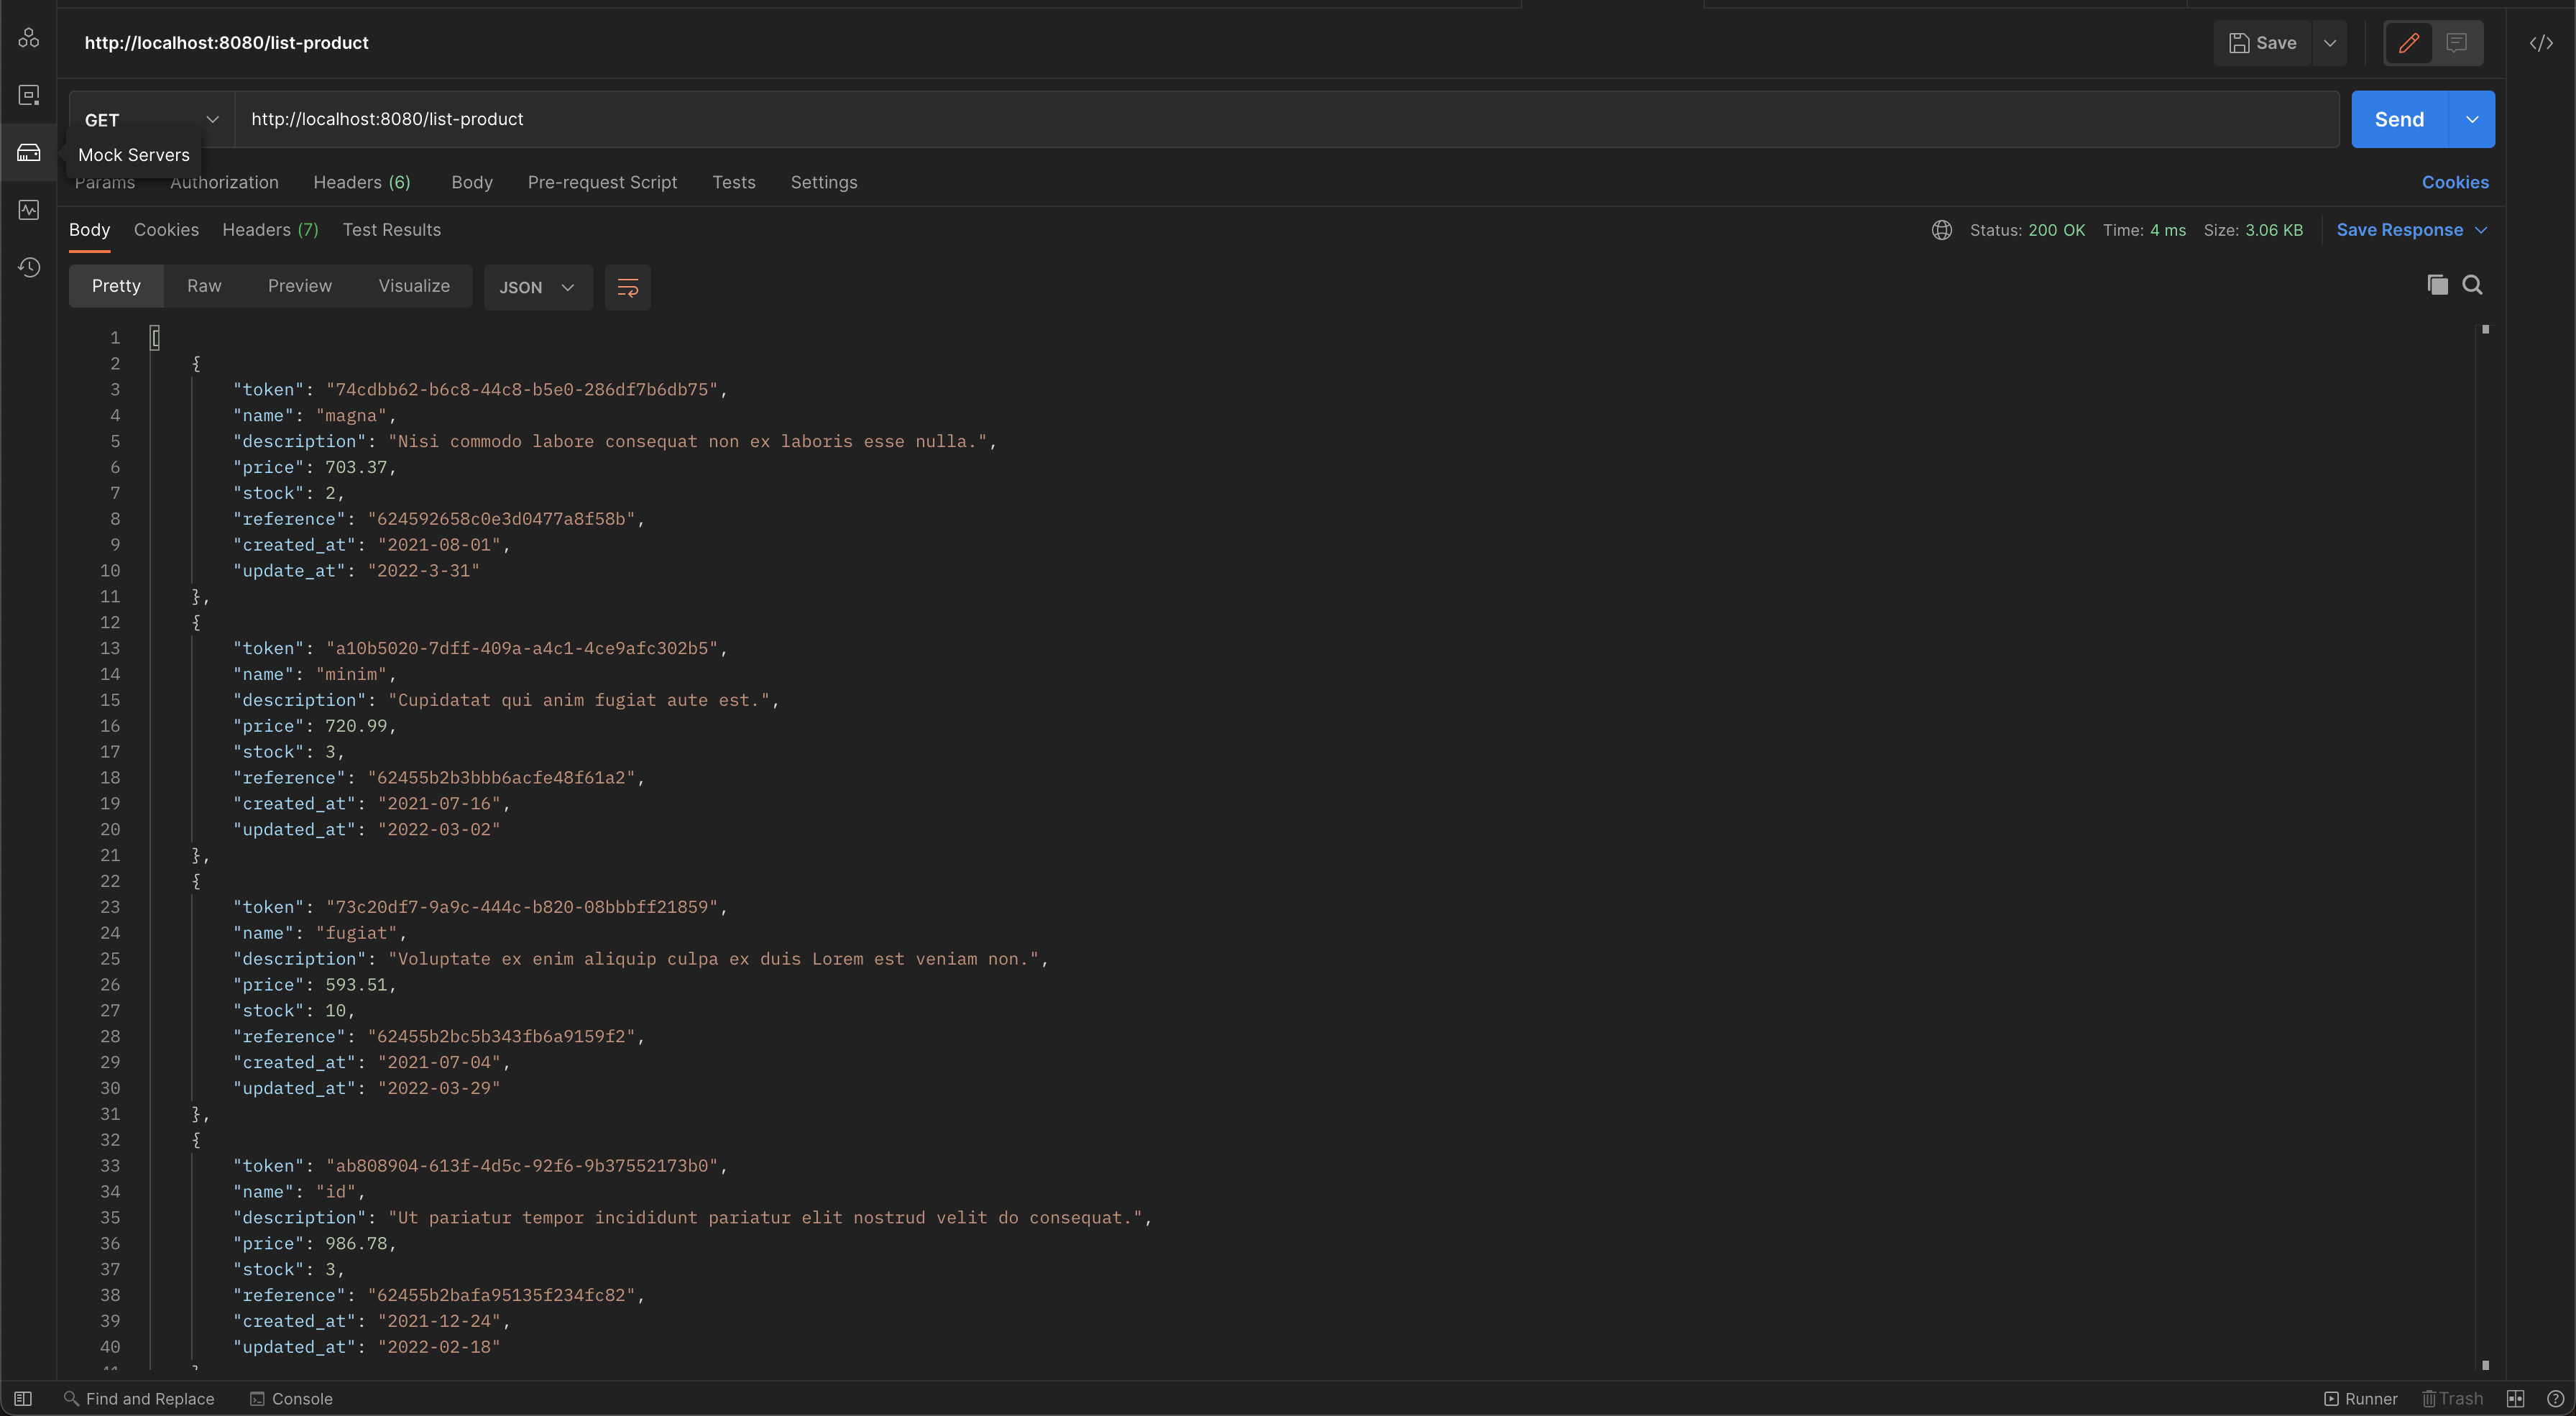 http://localhost:8080/list-product
Save
GET
http://localhost:8080/list-product
Send
Mock Servers
Params Authorization Headers (6) Body Pre-request Script Tests Settings Cookies
Body Cookies Headers (7) Test Results Status: 200 OK Time: 4 ms Size: 3.06 KB Save Response
Pretty Raw Preview Visualize JSON
1 [
2 {
3 "token": "74cdbb62-b6c8-44c8-b5e0-286df7b6db75",
4 "name": "magna",
5 "description": "Nisi commodo labore consequat non ex laboris esse nulla.",
6 "price": 703.37,
7 "stock": 2,
8 "reference": "624592658c0e3d0477a8f58b",
9 "created_at": "2021-08-01",
10 "update_at": "2022-3-31"
11 },
12 {
13 "token": "a10b5020-7dff-409a-a4c1-4ce9afc302b5",
14 "name": "minim",
15 "description": "Cupidatat qui anim fugiat aute est.",
16 "price": 720.99,
17 "stock": 3,
18 "reference": "62455b2b3bbb6acfe48f61a2",
19 "created_at": "2021-07-16",
20 "updated_at": "2022-03-02"
21 },
22 {
23 "token": "73c20df7-9a9c-444c-b820-08bbbff21859",
24 "name": "fugiat",
25 "description": "Voluptate ex enim aliquip culpa ex duis Lorem est veniam non.",
26 "price": 593.51,
27 "stock": 10,
28 "reference": "62455b2bc5b343fb6a9159f2",
29 "created_at": "2021-07-04",
30 "updated_at": "2022-03-29"
31 },
32 {
33 "token": "ab808904-613f-4d5c-92f6-9b37552173b0",
34 "name": "id",
35 "description": "Ut pariatur tempor incididunt pariatur elit nostrud velit do consequat.",
36 "price": 986.78,
37 "stock": 3,
38 "reference": "62455b2bafa95135f234fc82",
39 "created_at": "2021-12-24",
40 "updated_at": "2022-02-18"
Find and Replace Console Runner Trash